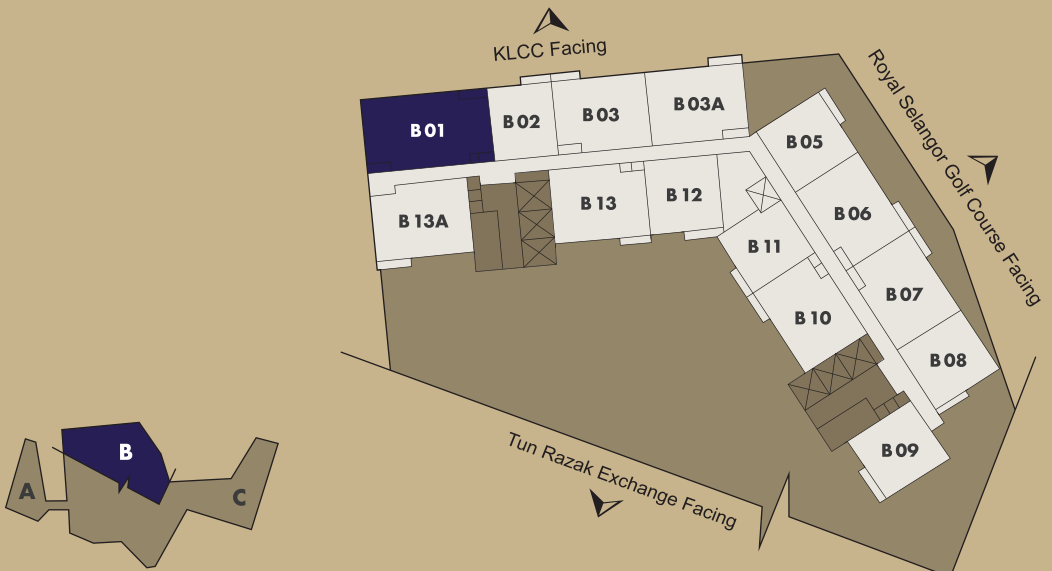 KLCC Facing
Royal Selangor Golf Course Facing
B01
B02
B03
B03A
B05
B06
B07
B08
B09
B10
B11
B12
B13
B13A
Tun Razak Exchange Facing
A
B
C